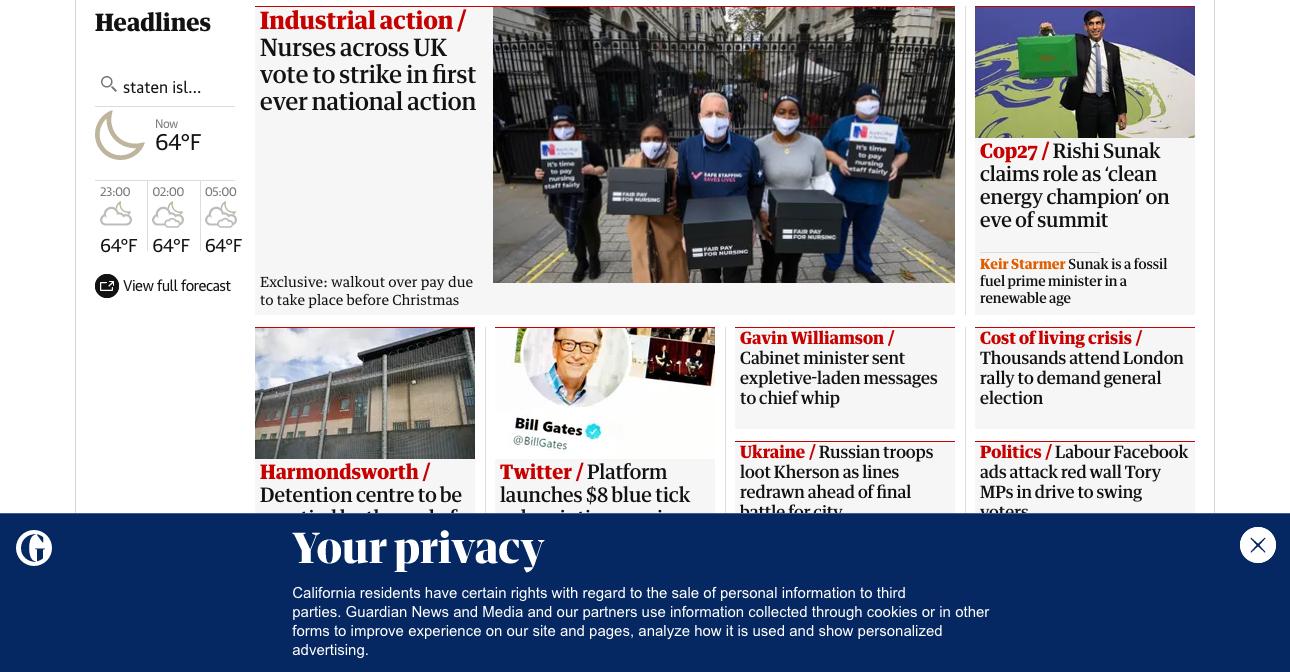 Headlines
staten isl...
Now
64°F
23:00
02:00
05:00
64°F
64°F
64°F
View full forecast
Industrial action /
Nurses across UK
vote to strike in first
ever national action
Exclusive: walkout over pay due
to take place before Christmas
It's time
to pay
nursing
staff fairly
FAIR PAY
FOR NURSING
SAFE STAFFING
SAVES LIVES
FAIR PAY
FOR NURSING
FAIR PAY
FOR NURSING
It's time
to pay
nursing
staff fairly
Cop27 / Rishi Sunak
claims role as ‘clean
energy champion’ on
eve of summit
Keir Starmer Sunak is a fossil
fuel prime minister in a
renewable age
Harmondsworth /
Detention centre to be
Bill Gates
@BillGates
Twitter / Platform
launches $8 blue tick
Gavin Williamson /
Cabinet minister sent
expletive-laden messages
to chief whip
Ukraine / Russian troops
loot Kherson as lines
redrawn ahead of final
battle for city
Cost of living crisis /
Thousands attend London
rally to demand general
election
Politics / Labour Facebook
ads attack red wall Tory
MPs in drive to swing
voters
Your privacy
California residents have certain rights with regard to the sale of personal information to third
parties. Guardian News and Media and our partners use information collected through cookies or in other
forms to improve experience on our site and pages, analyze how it is used and show personalized
advertising.